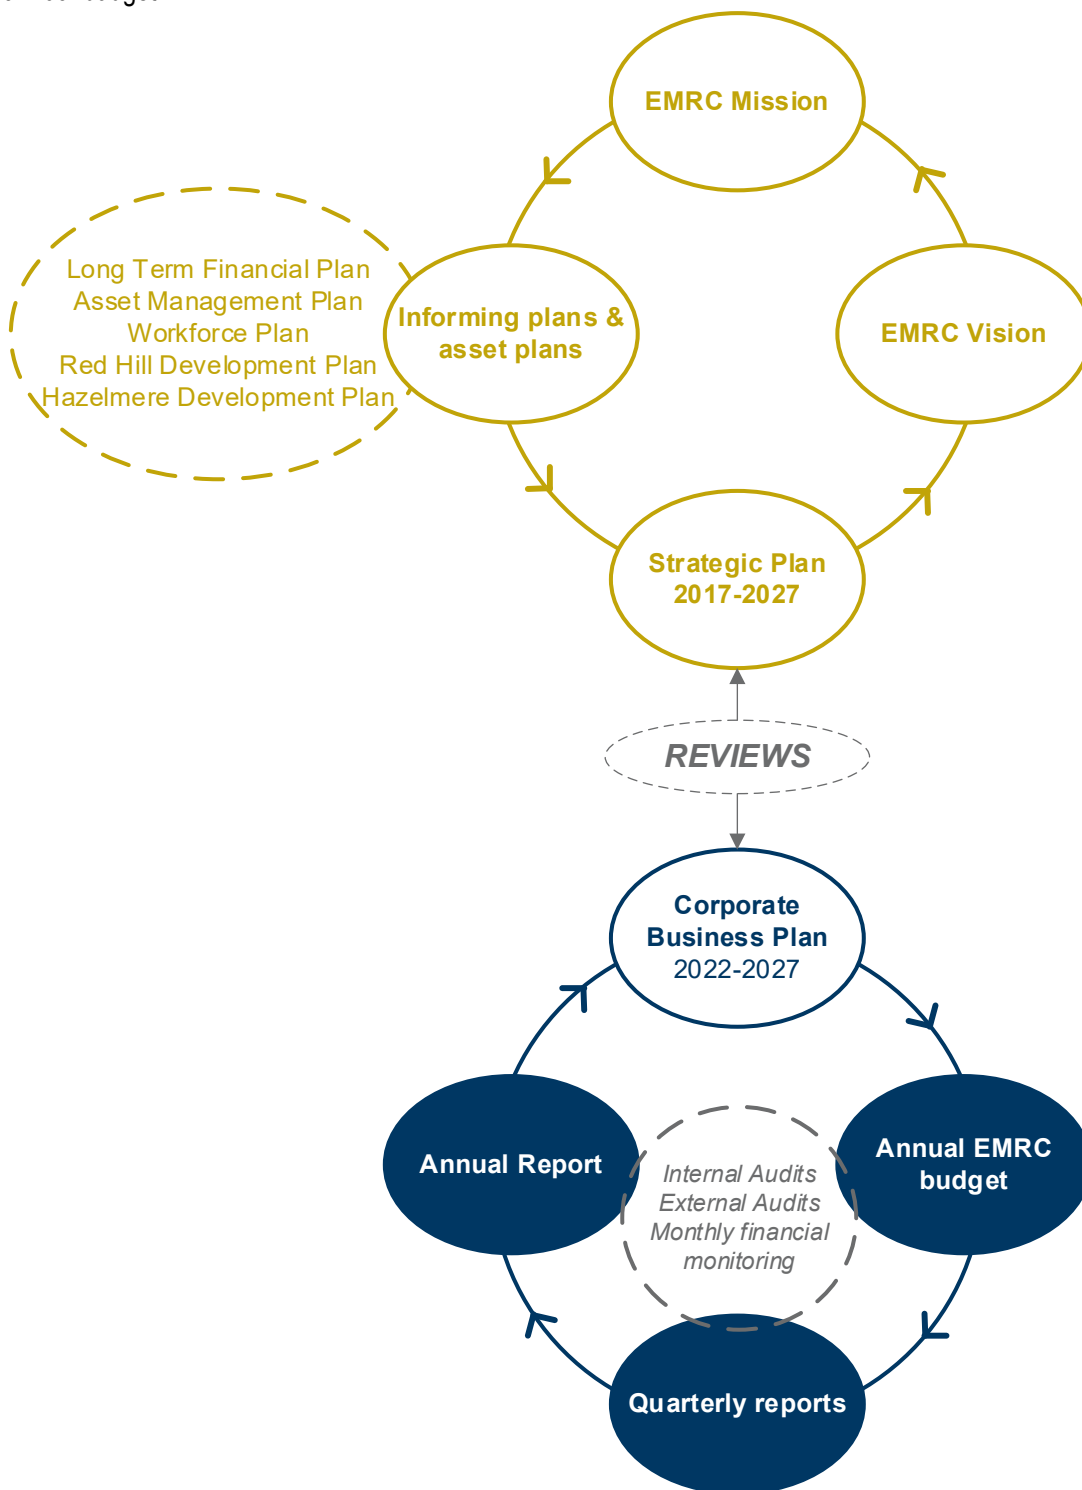 EMRC Mission
Long Term Financial Plan
Asset Management Plan
Workforce Plan
Red Hill Development Plan
Hazelmere Development Plan
Informing plans &
asset plans
EMRC Vision
Strategic Plan
2017-2027
REVIEWS
Corporate
Business Plan
2022-2027
Annual Report
Internal Audits
External Audits
Monthly financial
monitoring
Annual EMRC
budget
Quarterly reports